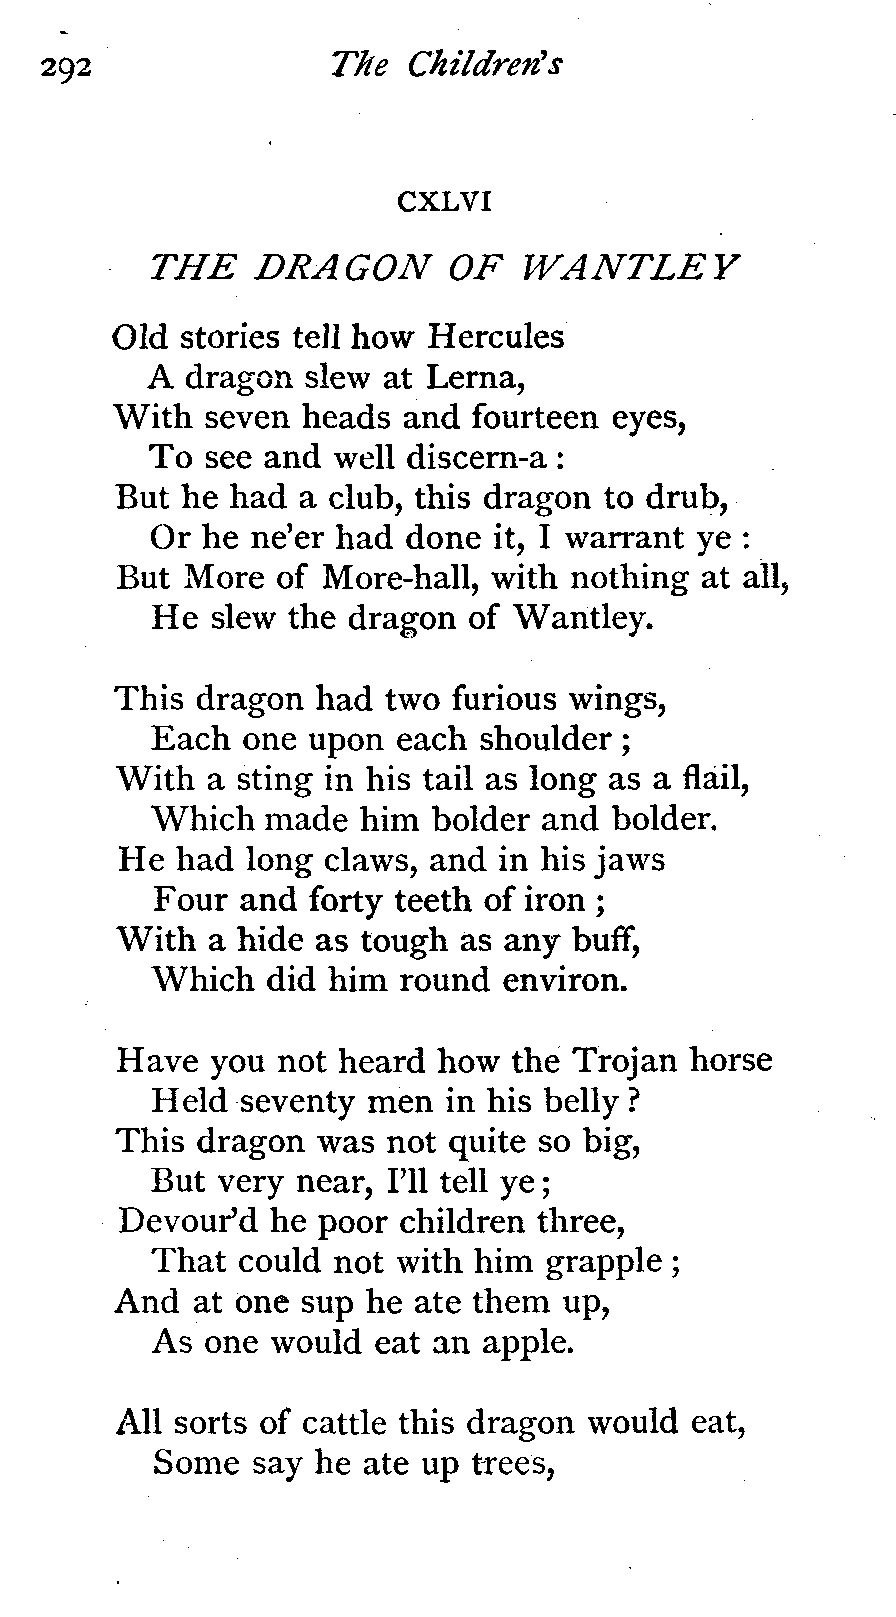 292 The Children's
CXLVI
THE DRAGON OF WANTLEY
Old stories tell how Hercules
A dragon slew at Lerna,
With seven heads and fourteen eyes,
To see and well discern-a :
But he had a club, this dragon to drub,
Or he ne'er had done it, I warrant ye :
But More of More-hall, with nothing at all,
He slew the dragon of Wantley.
This dragon had two furious wings,
Each one upon each shoulder ;
With a sting in his tail as long as a flail,
Which made him bolder and bolder.
He had long claws, and in his jaws
Four and forty teeth of iron ;
With a hide as tough as any buff,
Which did him round environ.
Have you not heard how the Trojan horse
Held seventy men in his belly ?
This dragon was not quite so big,
But very near, I'll tell ye ;
Devour'd he poor children three,
That could not with him grapple ;
And at one sup he ate them up,
As one would eat an apple.
All sorts of cattle this dragon would eat,
Some say he ate up trees,